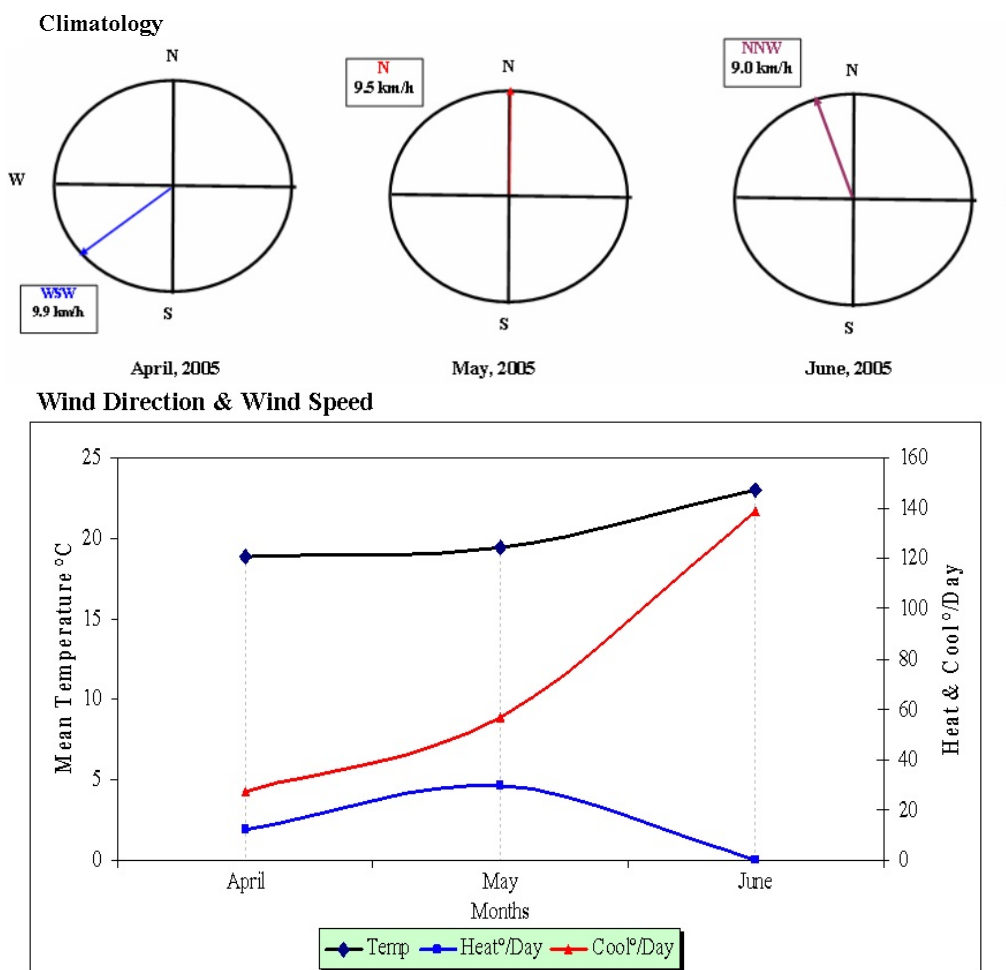 Climatology
N
W
S
WSW
9.9 km/h
April, 2005
N
9.5 km/h
N
S
May, 2005
NNW
9.0 km/h
N
S
June, 2005
Wind Direction & Wind Speed
Mean Temperature °C
25
20
15
10
5
0
160
140
120
100
80
60
40
20
0
Heat & Cool °/Day
April
May
June
Months
Temp
Heat°/Day
Cool°/Day